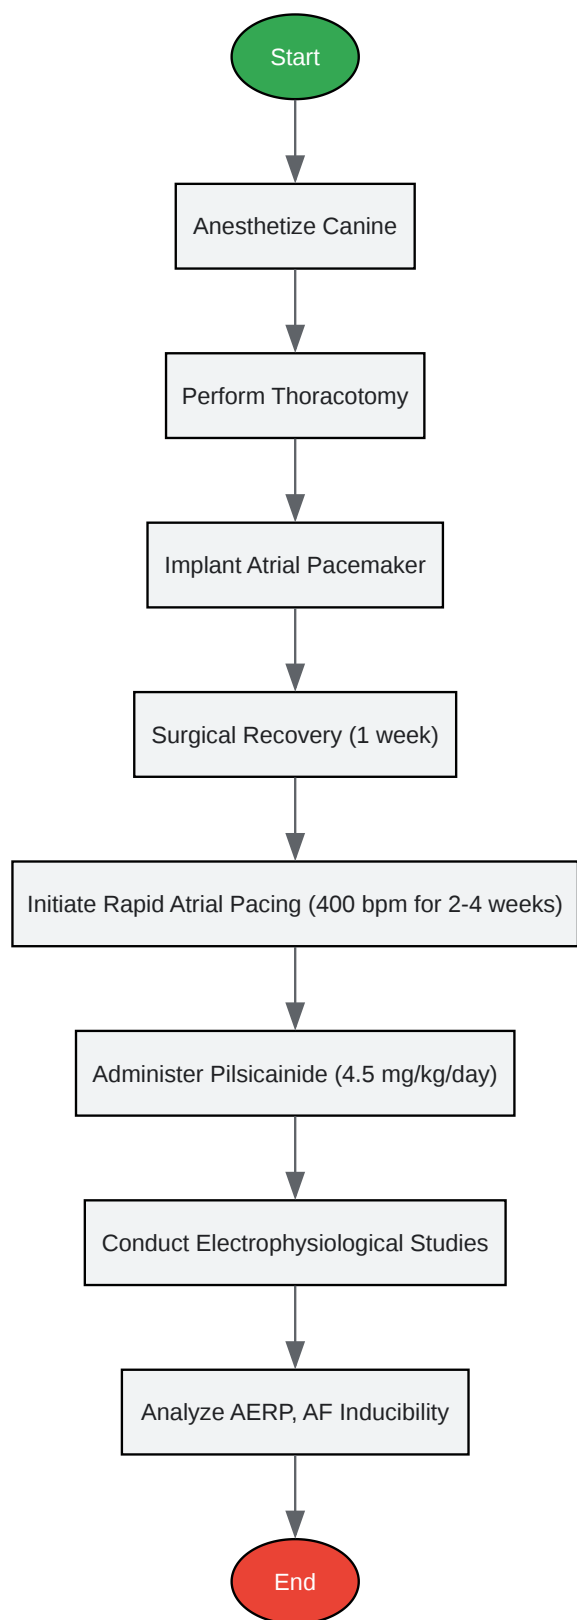 Start
Anesthetize Canine
Perform Thoracotomy
Implant Atrial Pacemaker
Surgical Recovery (1 week)
Initiate Rapid Atrial Pacing (400 bpm for 2-4 weeks)
Administer Pilsicainide (4.5 mg/kg/day)
Conduct Electrophysiological Studies
Analyze AERP, AF Inducibility
End